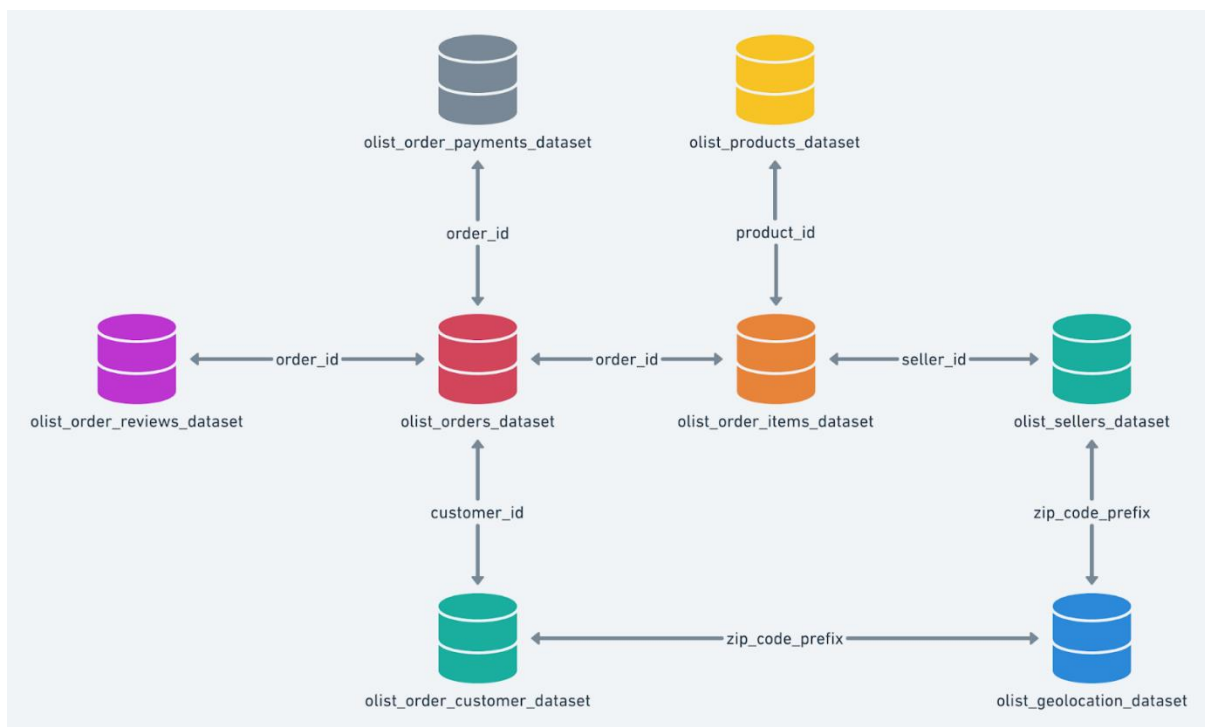 olist_order_payments_dataset
olist_products_dataset
order_id
product_id
order_id
order_id
seller_id
olist_order_reviews_dataset
olist_orders_dataset
olist_order_items_dataset
olist_sellers_dataset
customer_id
zip_code_prefix
zip_code_prefix
olist_order_customer_dataset
olist_geolocation_dataset